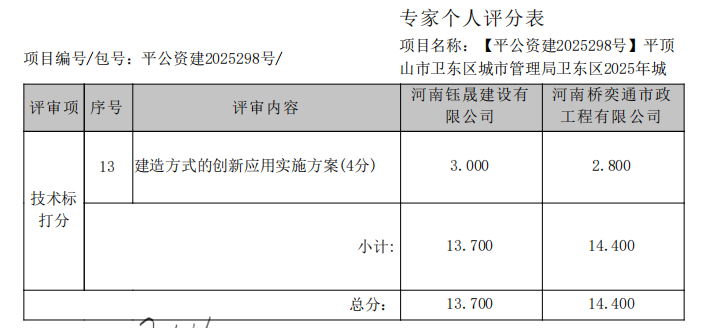 专家个人评分表
项目编号/包号: 平公资建2025298号/
项目名称: 【平公资建2025298号】平顶
山市卫东区城市管理局卫东区2025年城
评审项 序号 评审内容 河南钰晟建设有限公司 河南桥奕通市政工程有限公司
技术标打分 13 建造方式的创新应用实施方案(4分) 3.000 2.800
小计: 13.700 14.400
总分: 13.700 14.400